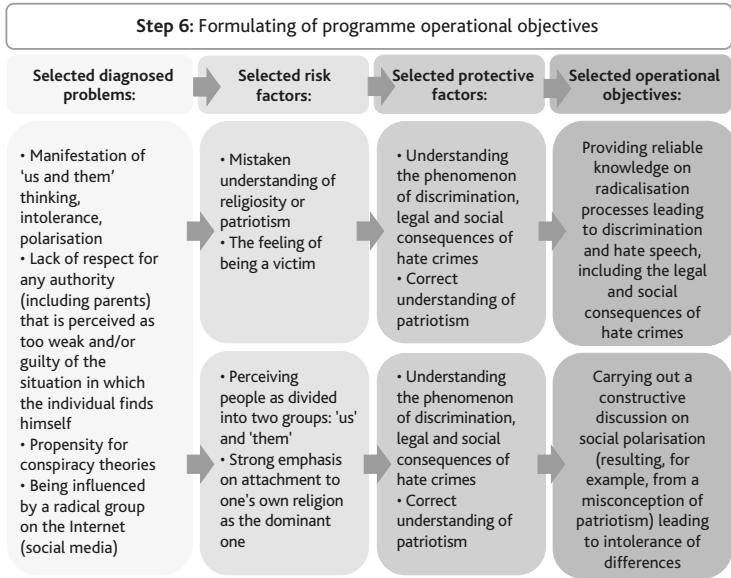 Step 6: Formulating of programme operational objectives
Selected diagnosed
problems:
Selected risk
factors:
Selected protective
factors:
Selected operational
objectives:
• Manifestation of
'us and them'
thinking,
intolerance,
polarisation
• Lack of respect for
any authority
(including parents)
that is perceived as
too weak and/or
guilty of the
situation in which
the individual finds
himself
• Propensity for
conspiracy theories
• Being influenced
by a radical group
on the Internet
(social media)
• Mistaken
understanding of
religiosity or
patriotism
• The feeling of
being a victim
• Understanding
the phenomenon
of discrimination,
legal and social
consequences of
hate crimes
• Correct
understanding of
patriotism
Providing reliable
knowledge on
radicalisation
processes leading
to discrimination
and hate speech,
including the legal
and social
consequences of
hate crimes
• Perceiving
people as divided
into two groups: 'us'
and 'them'
• Strong emphasis
on attachment to
one's own religion
as the dominant
one
• Understanding
the phenomenon
of discrimination,
legal and social
consequences of
hate crimes
• Correct
understanding of
patriotism
Carrying out a
constructive
discussion on
social polarisation
(resulting, for
example, from a
misconception of
patriotism) leading
to intolerance of
differences